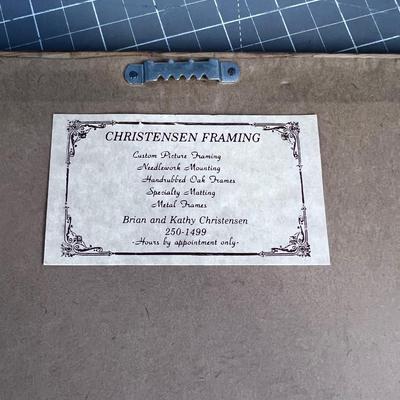 CHRISTENSEN FRAMING
Custom Picture Framing
Needlework Mounting
Handrubbed Oak Frames
Specialty Matting
Metal Frames
Brian and Kathy Christensen
250-1499
-Hours by appointment only-